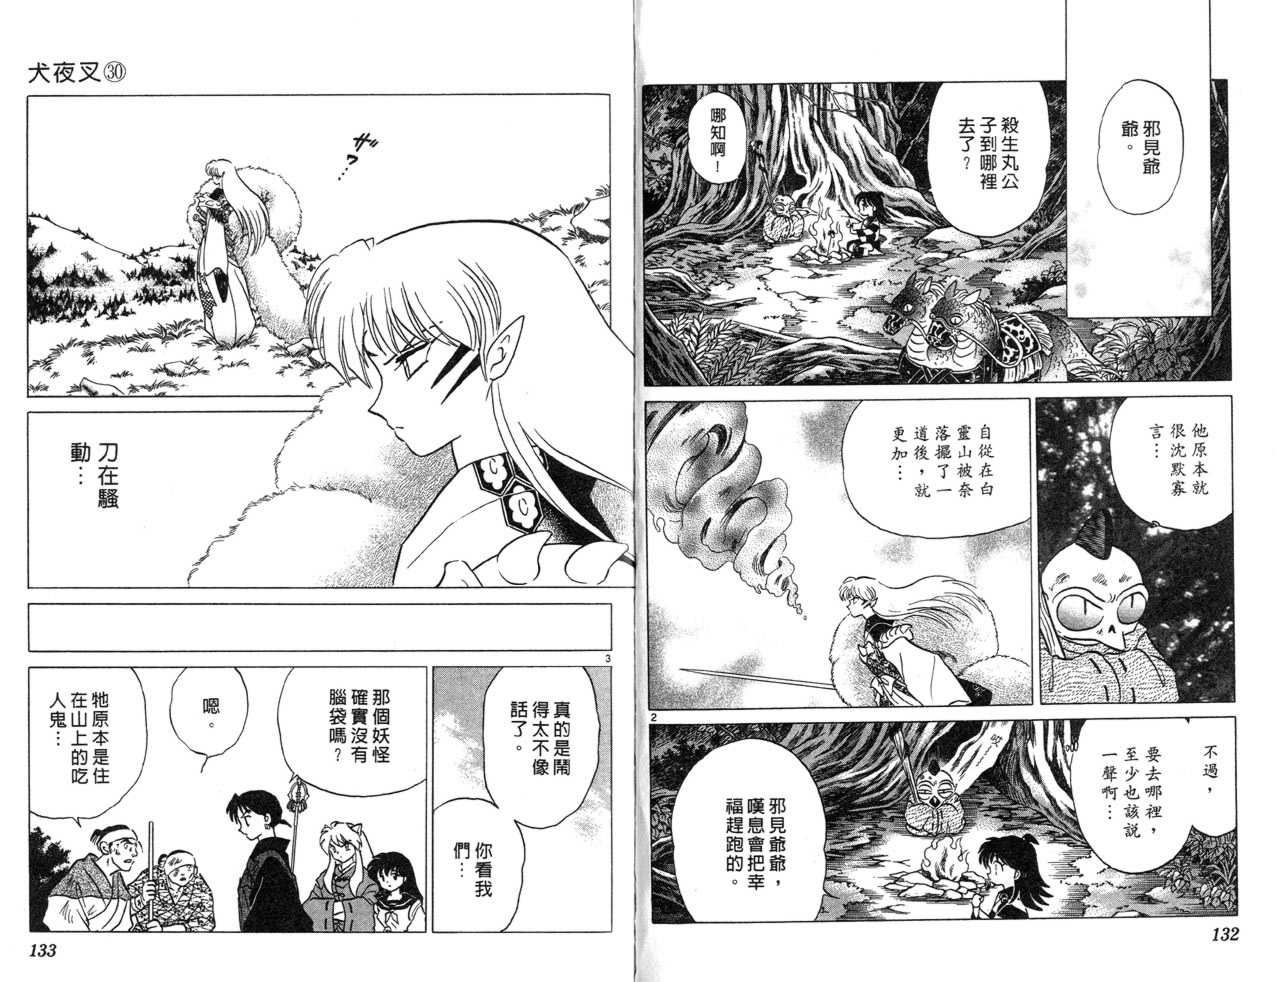 邪見爺
爺。
殺生丸公
子到哪裡
去了？
哪知啊！
他原本就
很沈默寡
言…
自從在白
靈山被奈
落擺了一
道後，就
更加…
不過，
要去哪裡，
至少也該說
一聲啊…
哎—
邪見爺爺，
嘆息會把幸
福趕跑的。
2
132
犬夜叉㉚
ザッ…
刀在騷
動…
3
真的是鬧
得太不像
話了。
你看我
們…
那個妖怪
確實沒有
腦袋嗎？
嗯。
牠原本是住
在山上的吃
人鬼…
133